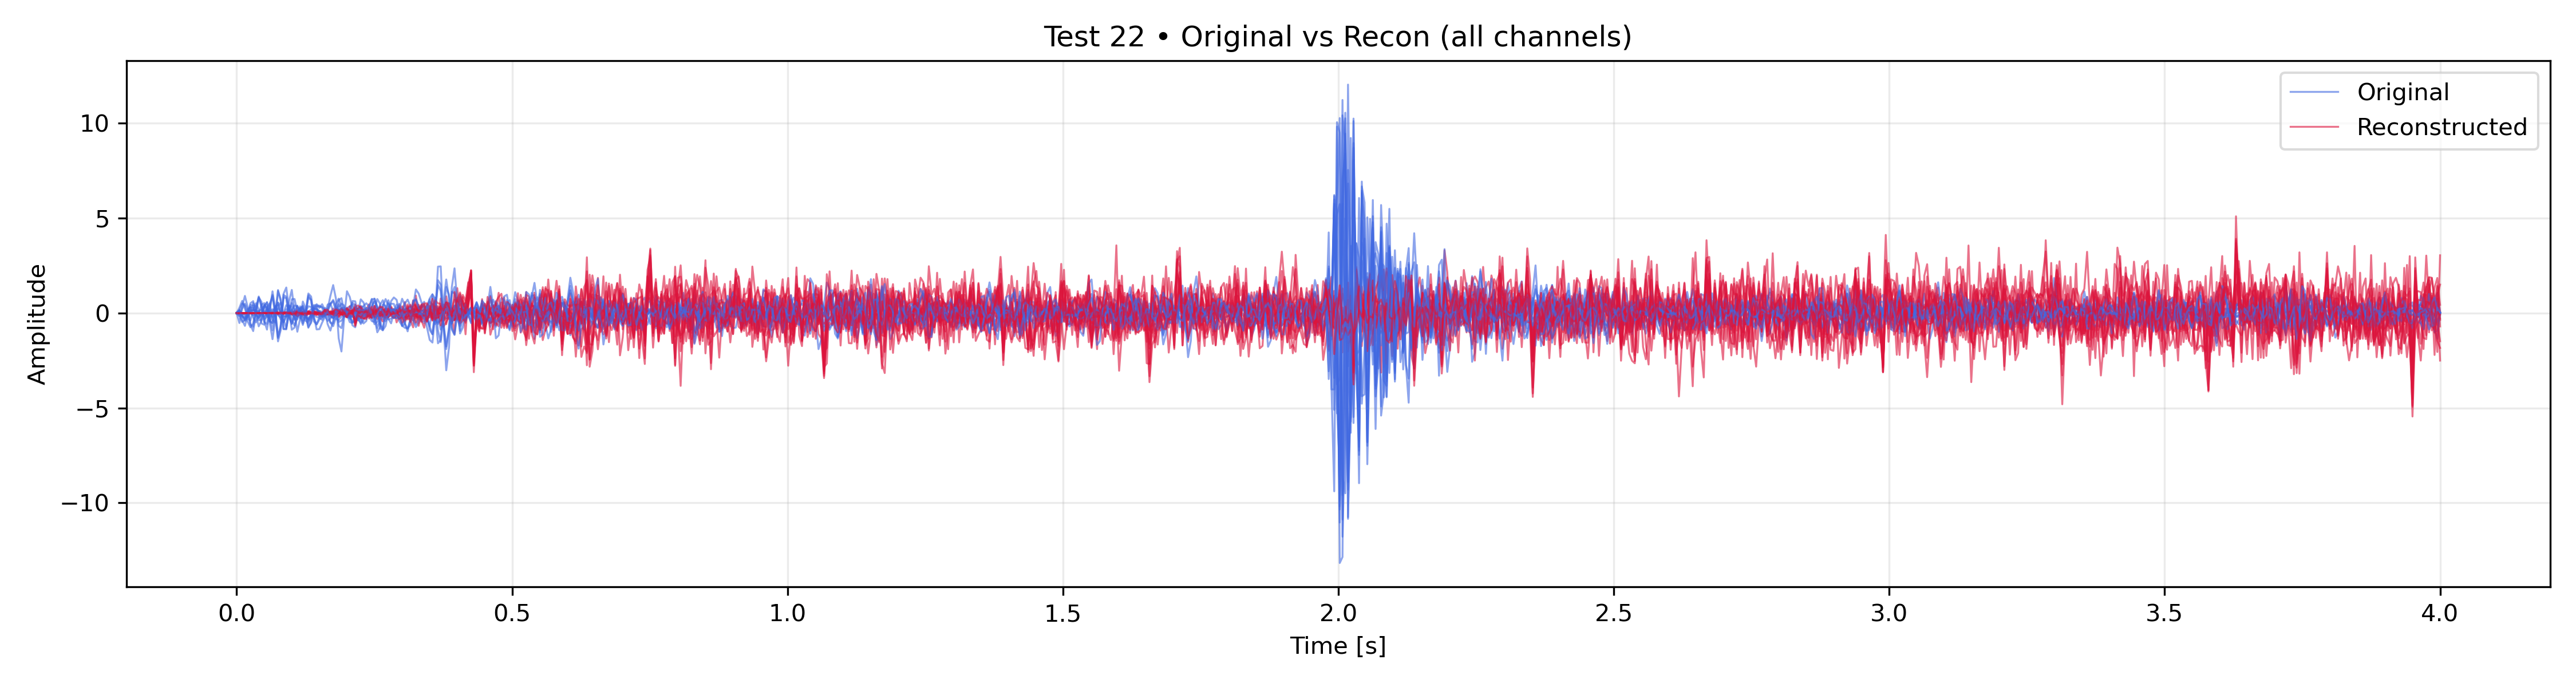 Test 22 • Original vs Recon (all channels)
Original
Reconstructed
Amplitude
10
5
0
−5
−10
0.0 0.5 1.0 1.5 2.0 2.5 3.0 3.5 4.0
Time [s]